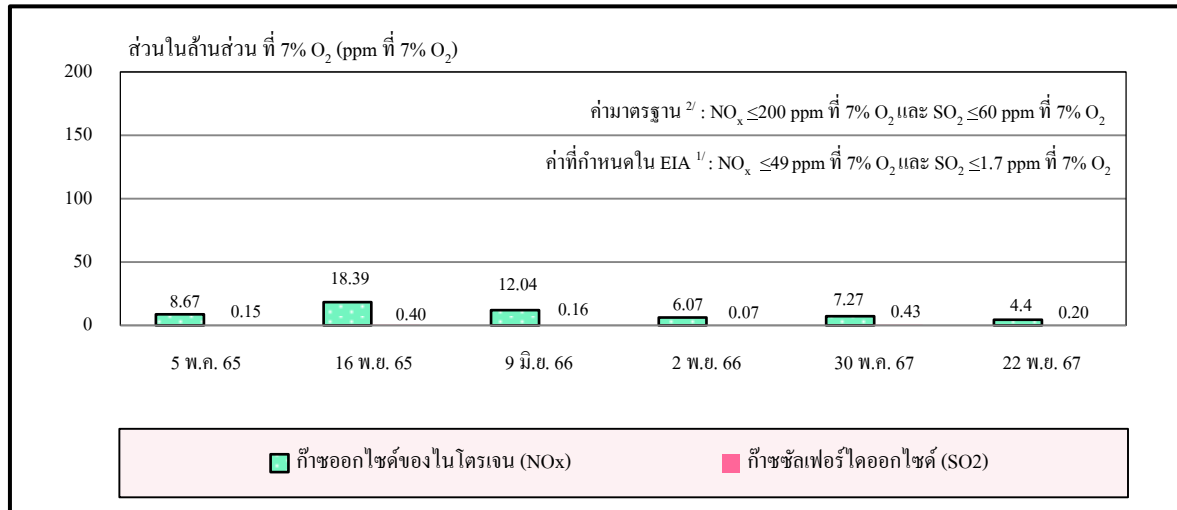 ส่วนในล้านส่วน ที่ 7% O2 (ppm ที่ 7% O2)
200
ค่ามาตรฐาน 2/ : NOx ≤200 ppm ที่ 7% O2 และ SO2 ≤60 ppm ที่ 7% O2
150
ค่าที่กำหนดใน EIA 1/ : NOx ≤49 ppm ที่ 7% O2 และ SO2 ≤1.7 ppm ที่ 7% O2
100
50
8.67 0.15 18.39 0.40 12.04 0.16 6.07 0.07 7.27 0.43 4.4 0.20
0
5 พ.ค. 65 16 พ.ย. 65 9 มิ.ย. 66 2 พ.ย. 66 30 พ.ค. 67 22 พ.ย. 67
ก๊าซออกไซด์ของไนโตรเจน (NOx) ก๊าซซัลเฟอร์ไดออกไซด์ (SO2)